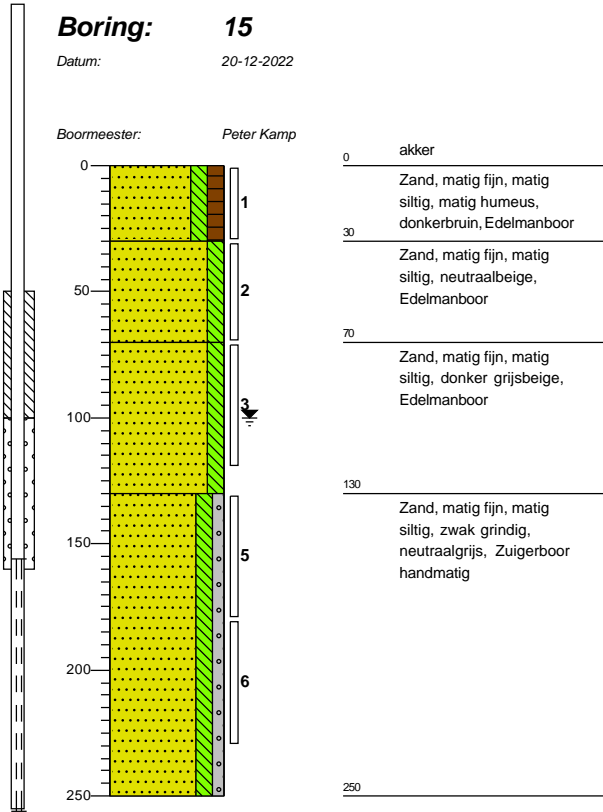 Boring: 15
Datum: 20-12-2022
Boormeester: Peter Kamp
0
50
100
150
200
250
1
2
3
5
6
0 akker
Zand, matig fijn, matig
siltig, matig humeus,
donkerbruin, Edelmanboor
30
Zand, matig fijn, matig
siltig, neutraalbeige,
Edelmanboor
70
Zand, matig fijn, matig
siltig, donker grijsbeige,
Edelmanboor
130
Zand, matig fijn, matig
siltig, zwak grindig,
neutraalgrijs, Zuigerboor
handmatig
250